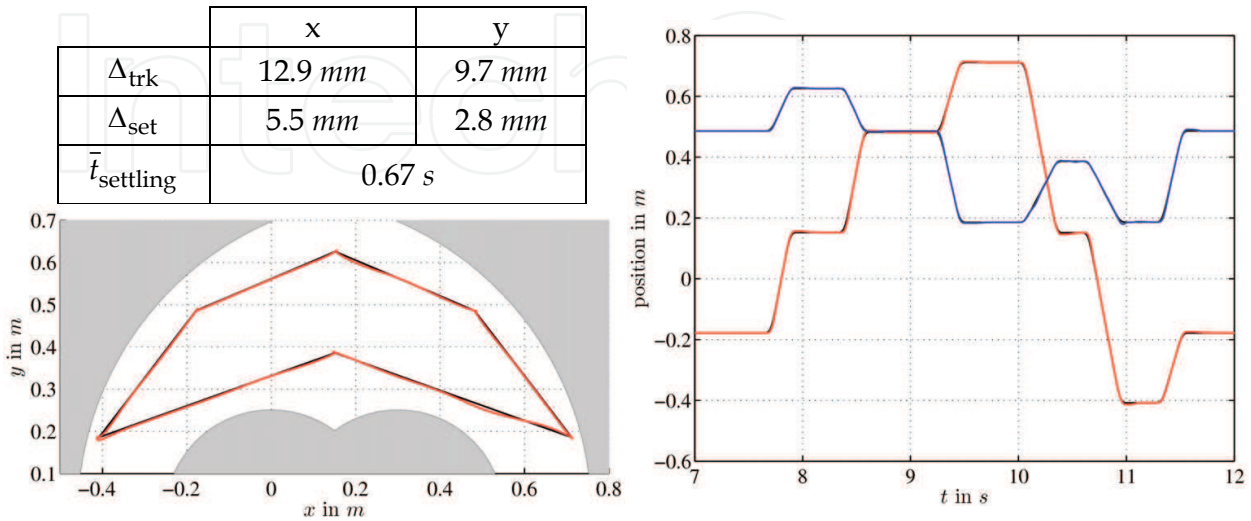 x y
Δtrk 12.9 mm 9.7 mm
Δset 5.5 mm 2.8 mm
t̄settling 0.67 s
0.7
0.6
0.5
0.4
0.3
0.2
0.1
y in m
−0.4 −0.2 0 0.2 0.4 0.6 0.8
x in m
0.8
0.6
0.4
0.2
0
−0.2
−0.4
−0.6
position in m
7 8 9 10 11 12
t in s